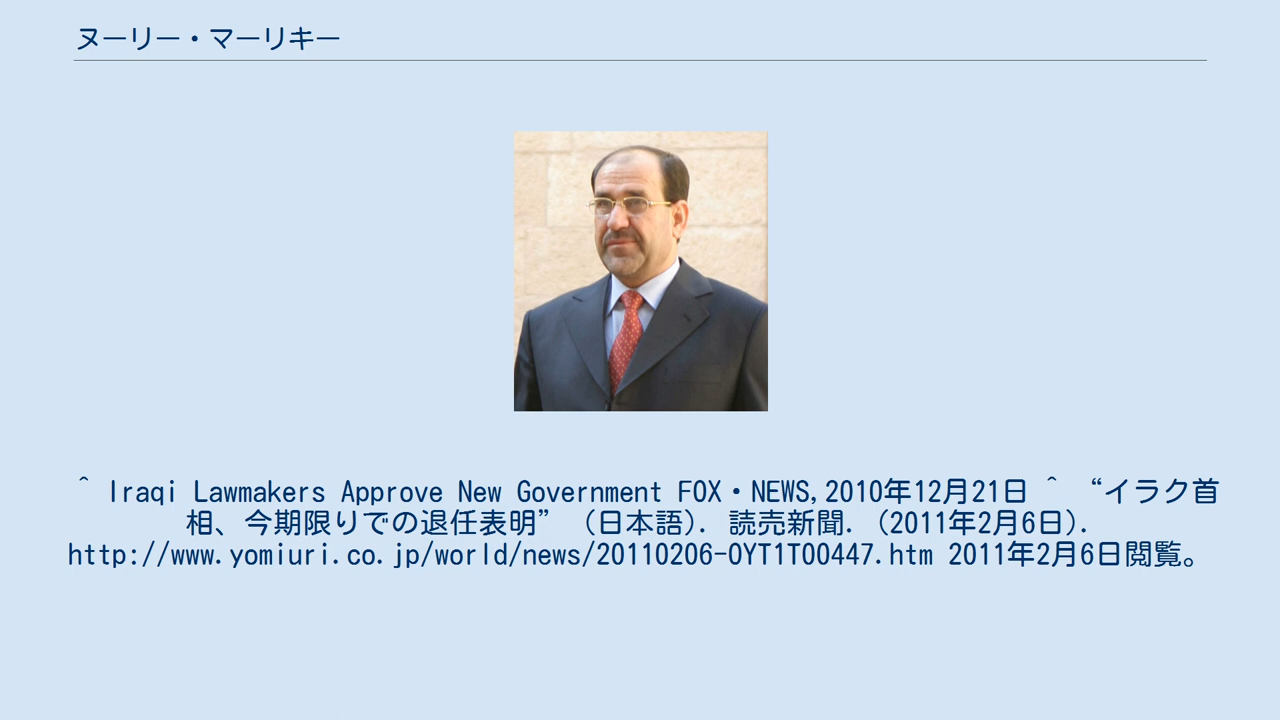 ヌーリー・マーリキー
^ Iraqi Lawmakers Approve New Government FOX・NEWS,2010年12月21日 ^ “イラク首
相、今期限りでの退任表明” (日本語). 読売新聞. (2011年2月6日).
http://www.yomiuri.co.jp/world/news/20110206-OYT1T00447.htm 2011年2月6日閲覧。